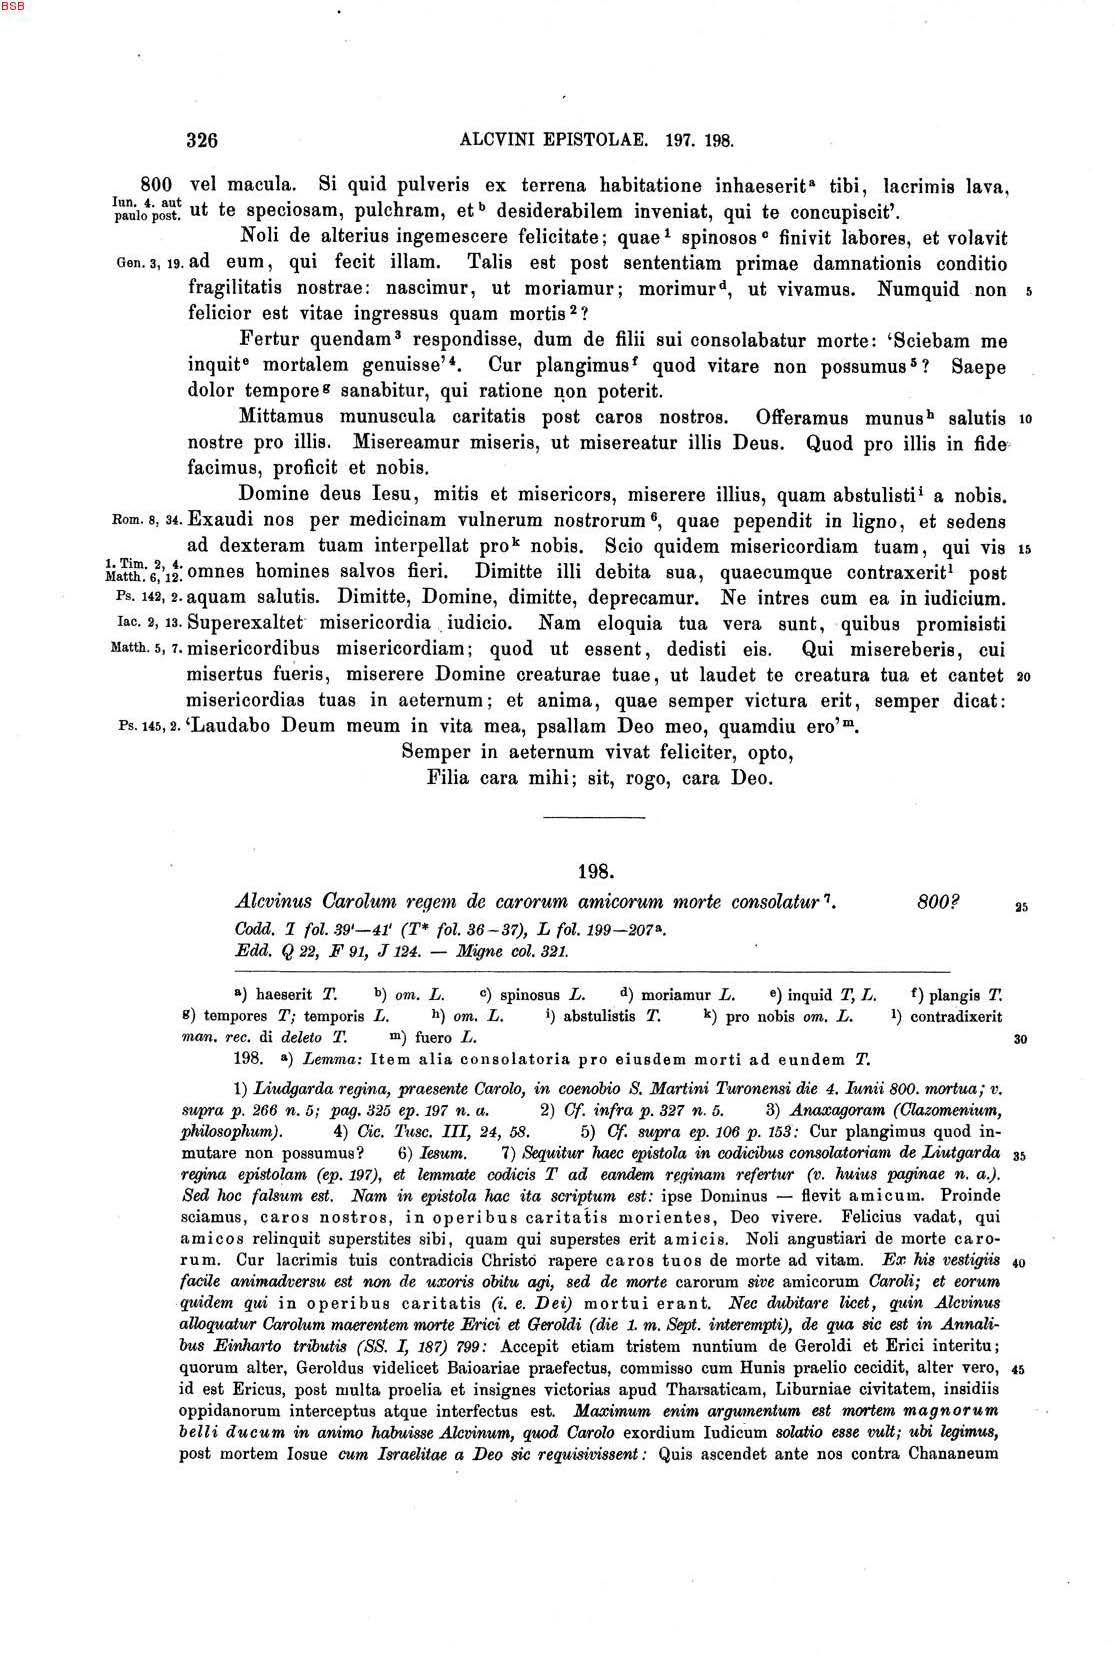 BSB
326 ALCVINI EPISTOLAE. 197. 198.
800 vel macula. Si quid pulveris ex terrena habitatione inhaeserit a tibi, lacrimis lava,
Iun. 4. aut paulo post. ut te speciosam, pulchram, et b desiderabilem inveniat, qui te concupiscit’.
Noli de alterius ingemescere felicitate; quae 1 spinosos c finivit labores, et volavit
Gen. 3, 19. ad eum, qui fecit illam. Talis est post sententiam primae damnationis conditio
fragilitatis nostrae: nascimur, ut moriamur; morimur d, ut vivamus. Numquid non 5
felicior est vitae ingressus quam mortis 2?
Fertur quendam 3 respondisse, dum de filii sui consolabatur morte: ‘Sciebam me
inquit e mortalem genuisse’ 4. Cur plangimus f quod vitare non possumus 5? Saepe
dolor tempore g sanabitur, qui ratione non poterit.
Mittamus munuscula caritatis post caros nostros. Offeramus munus h salutis 10
nostre pro illis. Misereamur miseris, ut misereatur illis Deus. Quod pro illis in fide
facimus, proficit et nobis.
Domine deus Iesu, mitis et misericors, miserere illius, quam abstulisti i a nobis.
Rom. 8, 34. Exaudi nos per medicinam vulnerum nostrorum 6, quae pependit in ligno, et sedens
ad dexteram tuam interpellat pro k nobis. Scio quidem misericordiam tuam, qui vis 15
1. Tim. 2, 4. Matth. 6, 12. omnes homines salvos fieri. Dimitte illi debita sua, quaecumque contraxerit l post
Ps. 142, 2. aquam salutis. Dimitte, Domine, dimitte, deprecamur. Ne intres cum ea in iudicium.
Iac. 2, 13. Superexaltet misericordia iudicio. Nam eloquia tua vera sunt, quibus promisisti
Matth. 5, 7. misericordibus misericordiam; quod ut essent, dedisti eis. Qui misereberis, cui
misertus fueris, miserere Domine creaturae tuae, ut laudet te creatura tua et cantet 20
misericordias tuas in aeternum; et anima, quae semper victura erit, semper dicat:
Ps. 145, 2. ‘Laudabo Deum meum in vita mea, psallam Deo meo, quamdiu ero’ m.
Semper in aeternum vivat feliciter, opto,
Filia cara mihi; sit, rogo, cara Deo.
198.
Alcvinus Carolum regem de carorum amicorum morte consolatur 7. 800? 25
Codd. T fol. 39'—41' (T* fol. 36—37), L fol. 199—207a.
Edd. Q 22, F 91, J 124. — Migne col. 321.
a) haeserit T. b) om. L. c) spinosus L. d) moriamur L. e) inquid T, L. f) plangis T.
g) tempores T; temporis L. h) om. L. i) abstulistis T. k) pro nobis om. L. l) contradixerit
man. rec. di deleto T. m) fuero L. 30
198. a) Lemma: Item alia consolatoria pro eiusdem morti ad eundem T.
1) Liudgarda regina, praesente Carolo, in coenobio S. Martini Turonensi die 4. Iunii 800. mortua; v.
supra p. 266 n. 5; pag. 325 ep. 197 n. a. 2) Cf. infra p. 327 n. 5. 3) Anaxagoram (Clazomenium,
philosophum). 4) Cic. Tusc. III, 24, 58. 5) Cf. supra ep. 106 p. 153: Cur plangimus quod in-
mutare non possumus? 6) Iesum. 7) Sequitur haec epistola in codicibus consolatoriam de Liutgarda 35
regina epistolam (ep. 197), et lemmate codicis T ad eandem reginam refertur (v. huius paginae n. a.).
Sed hoc falsum est. Nam in epistola hac ita scriptum est: ipse Dominus — flevit amicum. Proinde
sciamus, caros nostros, in operibus caritatis morientes, Deo vivere. Felicius vadat, qui
amicos relinquit superstites sibi, quam qui superstes erit amicis. Noli angustiari de morte caro-
rum. Cur lacrimis tuis contradicis Christo rapere caros tuos de morte ad vitam. Ex his vestigiis 40
facile animadversu est non de uxoris obitu agi, sed de morte carorum sive amicorum Caroli; et eorum
quidem qui in operibus caritatis (i. e. Dei) mortui erant. Nec dubitare licet, quin Alcvinus
alloquatur Carolum maerentem morte Erici et Geroldi (die 1. m. Sept. interempti), de qua sic est in Annali-
bus Einharto tributis (SS. I, 187) 799: Accepit etiam tristem nuntium de Geroldi et Erici interitu;
quorum alter, Geroldus videlicet Baioariae praefectus, commisso cum Hunis praelio cecidit, alter vero, 45
id est Ericus, post multa proelia et insignes victorias apud Tharsaticam, Liburniae civitatem, insidiis
oppidanorum interceptus atque interfectus est. Maximum enim argumentum est mortem magnorum
belli ducum in animo habuisse Alcvinum, quod Carolo exordium Iudicum solatio esse vult; ubi legimus,
post mortem Iosue cum Israelitae a Deo sic requisivissent: Quis ascendet ante nos contra Chananeum